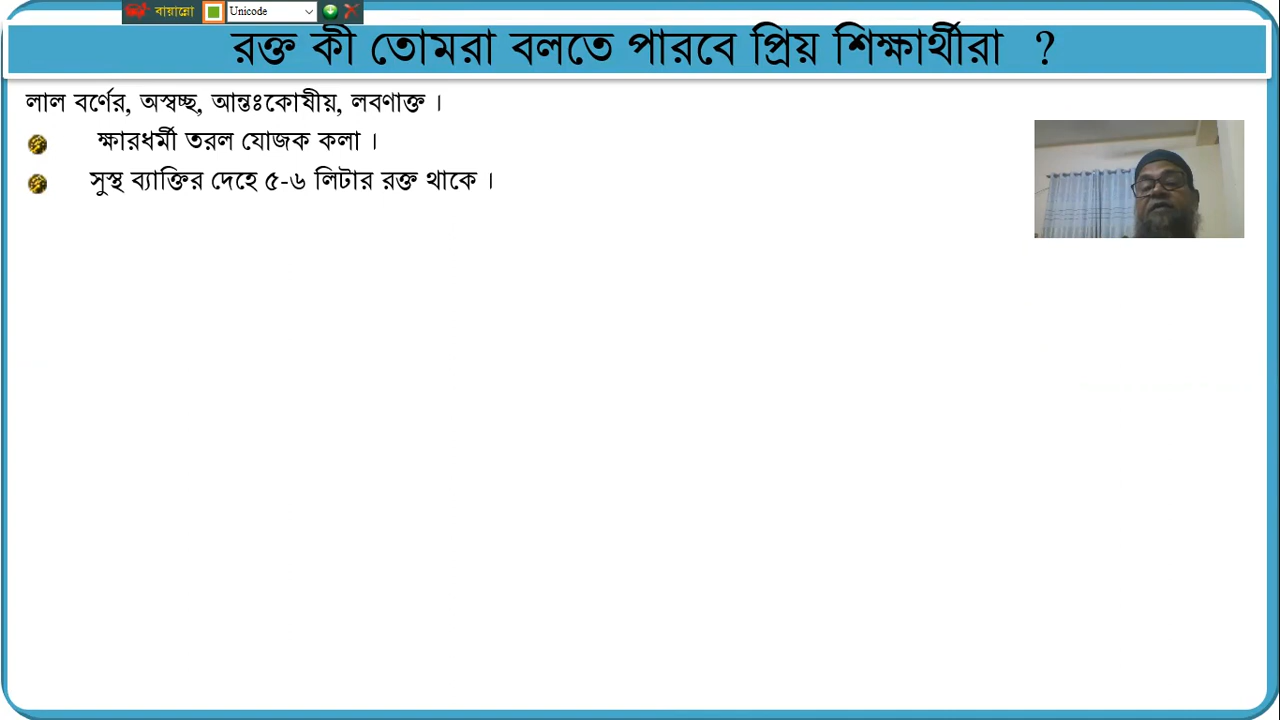 বায়ান্নো Unicode
রক্ত কী তোমরা বলতে পারবে প্রিয় শিক্ষার্থীরা ?
লাল বর্ণের, অস্বচ্ছ, আন্তঃকোষীয়, লবণাক্ত ।
ক্ষারধর্মী তরল যোজক কলা ।
সুস্থ ব্যাক্তির দেহে ৫-৬ লিটার রক্ত থাকে ।